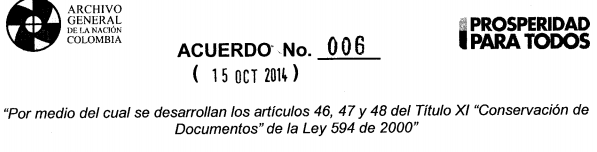 ARCHIVO
GENERAL
DE LA NACIÓN
COLOMBIA
PROSPERIDAD
PARA TODOS
ACUERDO No. 006
( 15 OCT 2014 )
"Por medio del cual se desarrollan los artículos 46, 47 y 48 del Título XI "Conservación de
Documentos" de la Ley 594 de 2000"